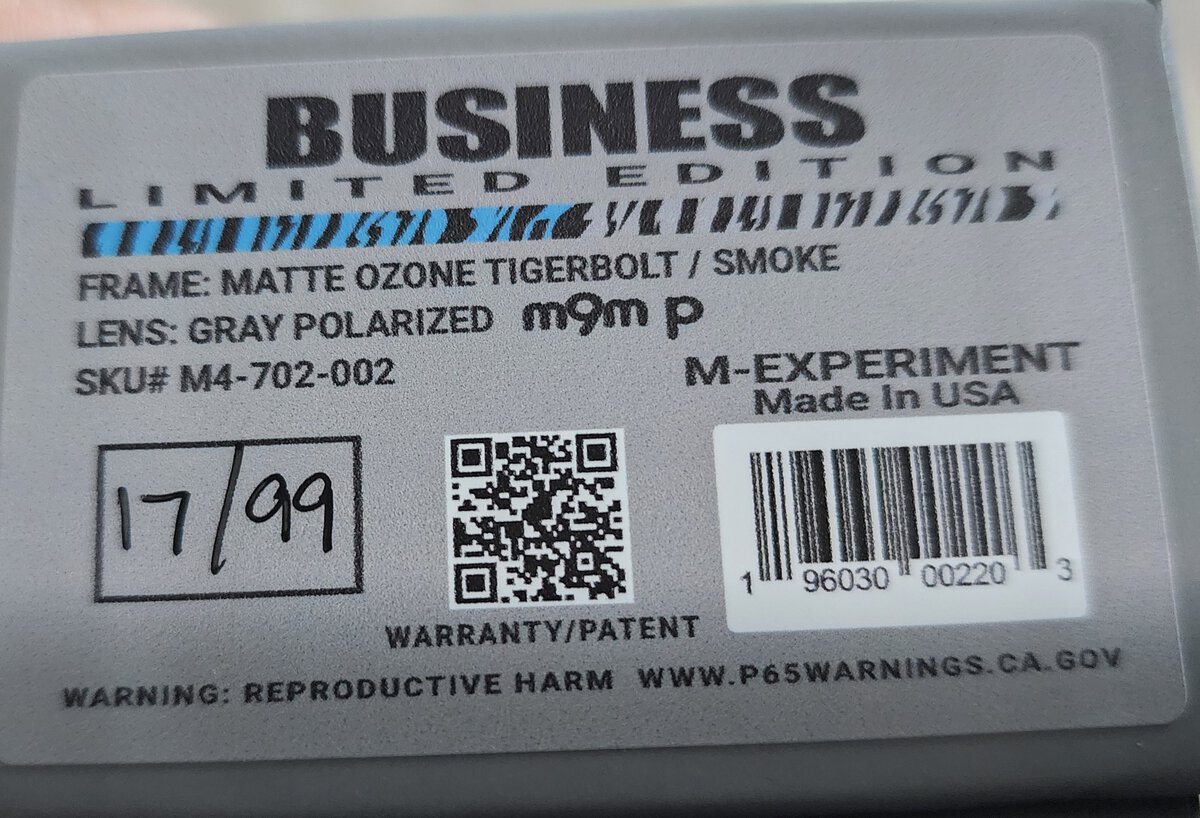 BUSINESS
LIMITED EDITION
FRAME: MATTE OZONE TIGERBOLT / SMOKE
LENS: GRAY POLARIZED m9m p
SKU# M4-702-002
M-EXPERIMENT
Made In USA
17/99
1 96030 00220 3
WARRANTY/PATENT
WARNING: REPRODUCTIVE HARM WWW.P65WARNINGS.CA.GOV